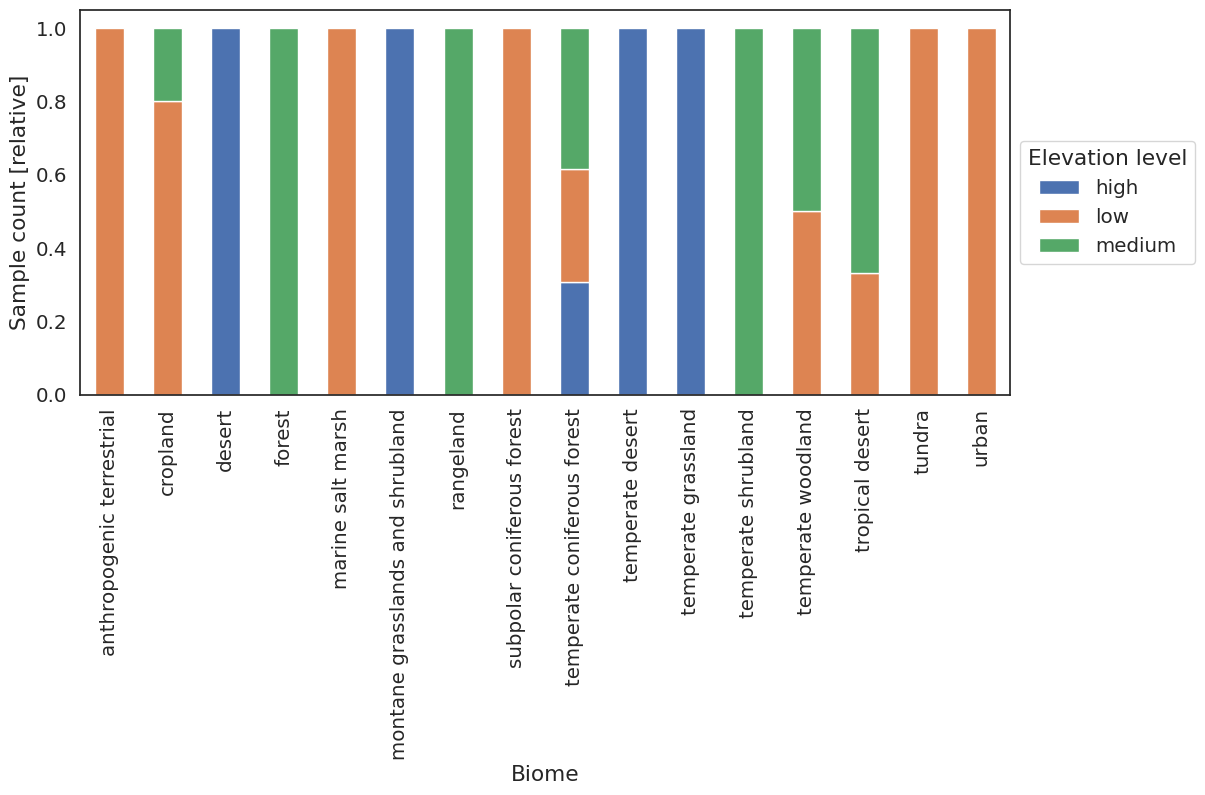 1.0
0.8
0.6
0.4
0.2
0.0
Sample count [relative]
Elevation level
high
low
medium
anthropogenic terrestrial
cropland
desert
forest
marine salt marsh
montane grasslands and shrubland
rangeland
subpolar coniferous forest
temperate coniferous forest
temperate desert
temperate grassland
temperate shrubland
temperate woodland
tropical desert
tundra
urban
Biome